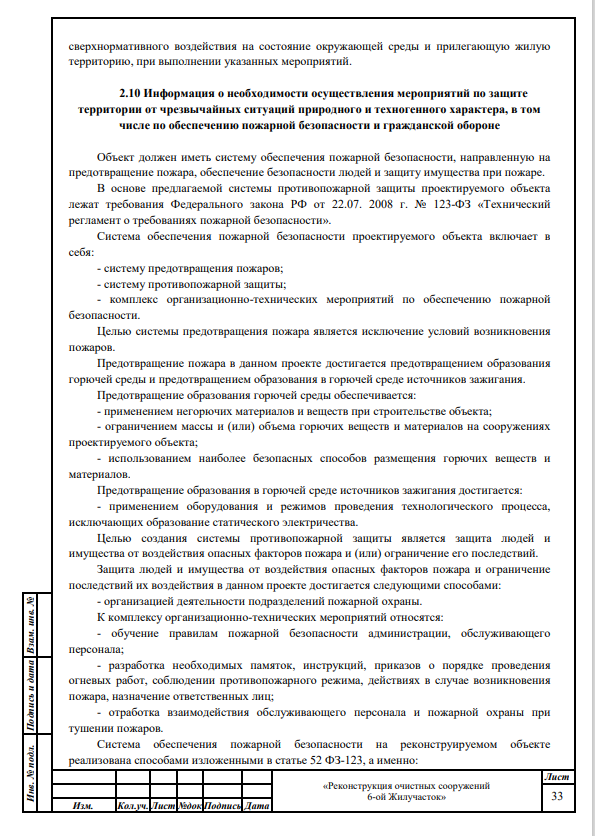 сверхнормативного воздействия на состояние окружающей среды и прилегающую жилую
территорию, при выполнении указанных мероприятий.
2.10 Информация о необходимости осуществления мероприятий по защите
территории от чрезвычайных ситуаций природного и техногенного характера, в том
числе по обеспечению пожарной безопасности и гражданской обороне
Объект должен иметь систему обеспечения пожарной безопасности, направленную на
предотвращение пожара, обеспечение безопасности людей и защиту имущества при пожаре.
В основе предлагаемой системы противопожарной защиты проектируемого объекта
лежат требования Федерального закона РФ от 22.07. 2008 г. № 123-ФЗ «Технический
регламент о требованиях пожарной безопасности».
Система обеспечения пожарной безопасности проектируемого объекта включает в
себя:
- систему предотвращения пожаров;
- систему противопожарной защиты;
- комплекс организационно-технических мероприятий по обеспечению пожарной
безопасности.
Целью системы предотвращения пожара является исключение условий возникновения
пожаров.
Предотвращение пожара в данном проекте достигается предотвращением образования
горючей среды и предотвращением образования в горючей среде источников зажигания.
Предотвращение образования горючей среды обеспечивается:
- применением негорючих материалов и веществ при строительстве объекта;
- ограничением массы и (или) объема горючих веществ и материалов на сооружениях
проектируемого объекта;
- использованием наиболее безопасных способов размещения горючих веществ и
материалов.
Предотвращение образования в горючей среде источников зажигания достигается:
- применением оборудования и режимов проведения технологического процесса,
исключающих образование статического электричества.
Целью создания системы противопожарной защиты является защита людей и
имущества от воздействия опасных факторов пожара и (или) ограничение его последствий.
Защита людей и имущества от воздействия опасных факторов пожара и ограничение
последствий их воздействия в данном проекте достигается следующими способами:
- организацией деятельности подразделений пожарной охраны.
К комплексу организационно-технических мероприятий относятся:
- обучение правилам пожарной безопасности администрации, обслуживающего
персонала;
- разработка необходимых памяток, инструкций, приказов о порядке проведения
огневых работ, соблюдении противопожарного режима, действиях в случае возникновения
пожара, назначение ответственных лиц;
- отработка взаимодействия обслуживающего персонала и пожарной охраны при
тушении пожаров.
Система обеспечения пожарной безопасности на реконструируемом объекте
реализована способами изложенными в статье 52 ФЗ-123, а именно:
Взам. инв. №
Подпись и дата
Инв. № подл.
Изм. Кол.уч. Лист №док Подпись Дата
«Реконструкция очистных сооружений
6-ой Жилучасток»
Лист
33